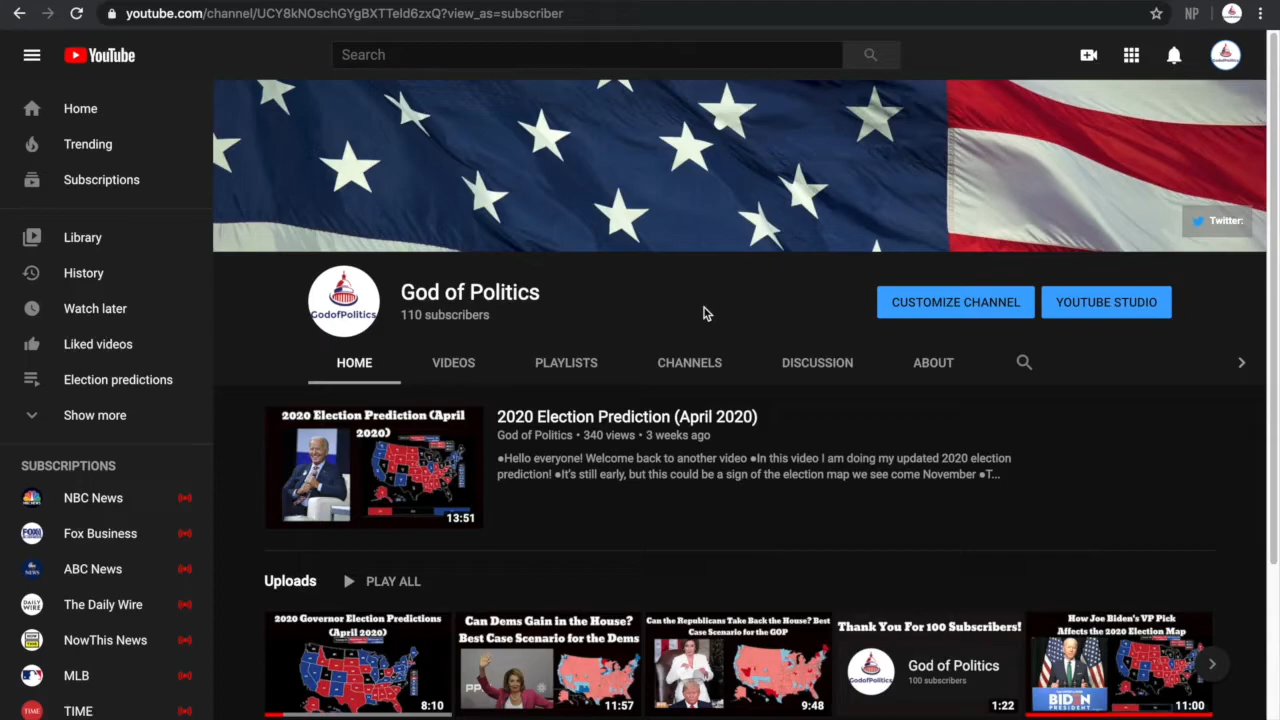 youtube.com/channel/UCY8kNOschGYgBXTTeld6zxQ?view_as=subscriber
NP
YouTube
Search
Home
Trending
Subscriptions
Library
History
Watch later
Liked videos
Election predictions
Show more
SUBSCRIPTIONS
NBC News
Fox Business
ABC News
The Daily Wire
NowThis News
MLB
TIME
Twitter:
GodofPolitics
God of Politics
110 subscribers
CUSTOMIZE CHANNEL
YOUTUBE STUDIO
HOME
VIDEOS
PLAYLISTS
CHANNELS
DISCUSSION
ABOUT
2020 Election Prediction (April
2020)
13:51
2020 Election Prediction (April 2020)
God of Politics • 340 views • 3 weeks ago
●Hello everyone! Welcome back to another video ●In this video I am doing my updated 2020 election
prediction! ●It's still early, but this could be a sign of the election map we see come November ●T...
Uploads
PLAY ALL
2020 Governor Election Predictions
(April 2020)
8:10
Can Dems Gain in the House?
Best Case Scenario for the Dems
11:57
Can the Republicans Take Back the House? Best
Case Scenario for the GOP
9:48
Thank You For 100 Subscribers!
GodofPolitics
God of Politics
100 subscribers
1:22
How Joe Biden's VP Pick
Affects the 2020 Election Map
BIDEN
PRESIDENT
11:00